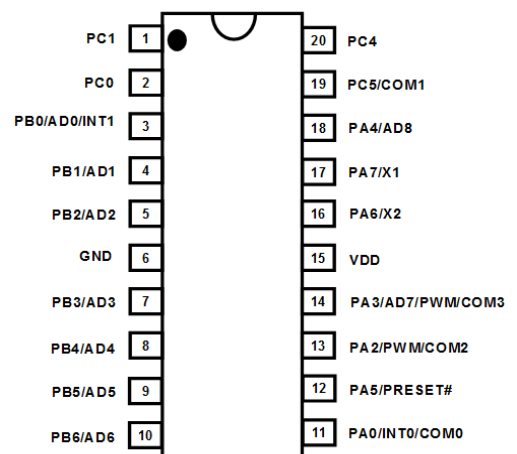 PC1 1 20 PC4
PC0 2 19 PC5/COM1
PB0/AD0/INT1 3 18 PA4/AD8
PB1/AD1 4 17 PA7/X1
PB2/AD2 5 16 PA6/X2
GND 6 15 VDD
PB3/AD3 7 14 PA3/AD7/PWM/COM3
PB4/AD4 8 13 PA2/PWM/COM2
PB5/AD5 9 12 PA5/PRESET#
PB6/AD6 10 11 PA0/INT0/COM0